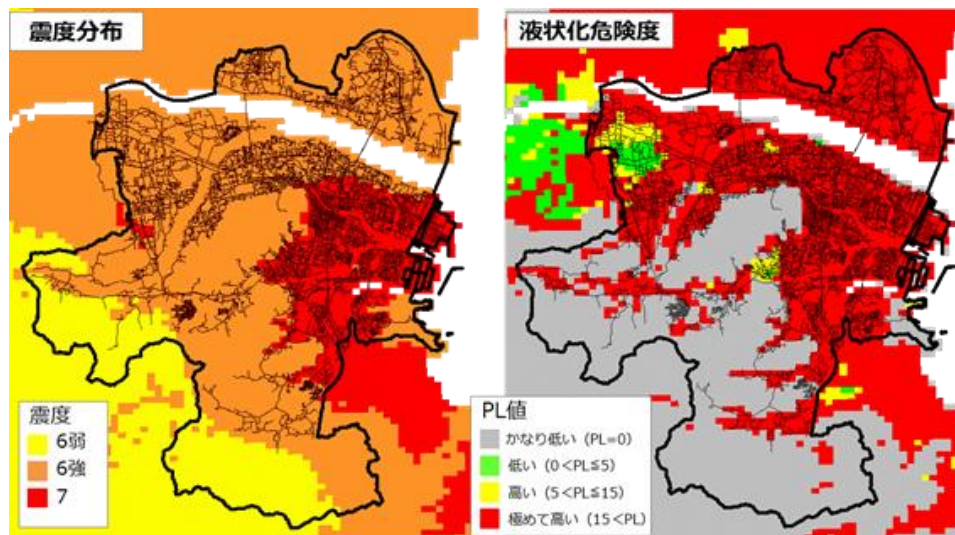 震度分布
震度
6弱
6強
7
液状化危険度
PL値
かなり低い（PL=0）
低い（0＜PL≦5）
高い（5＜PL≦15）
極めて高い（15＜PL）